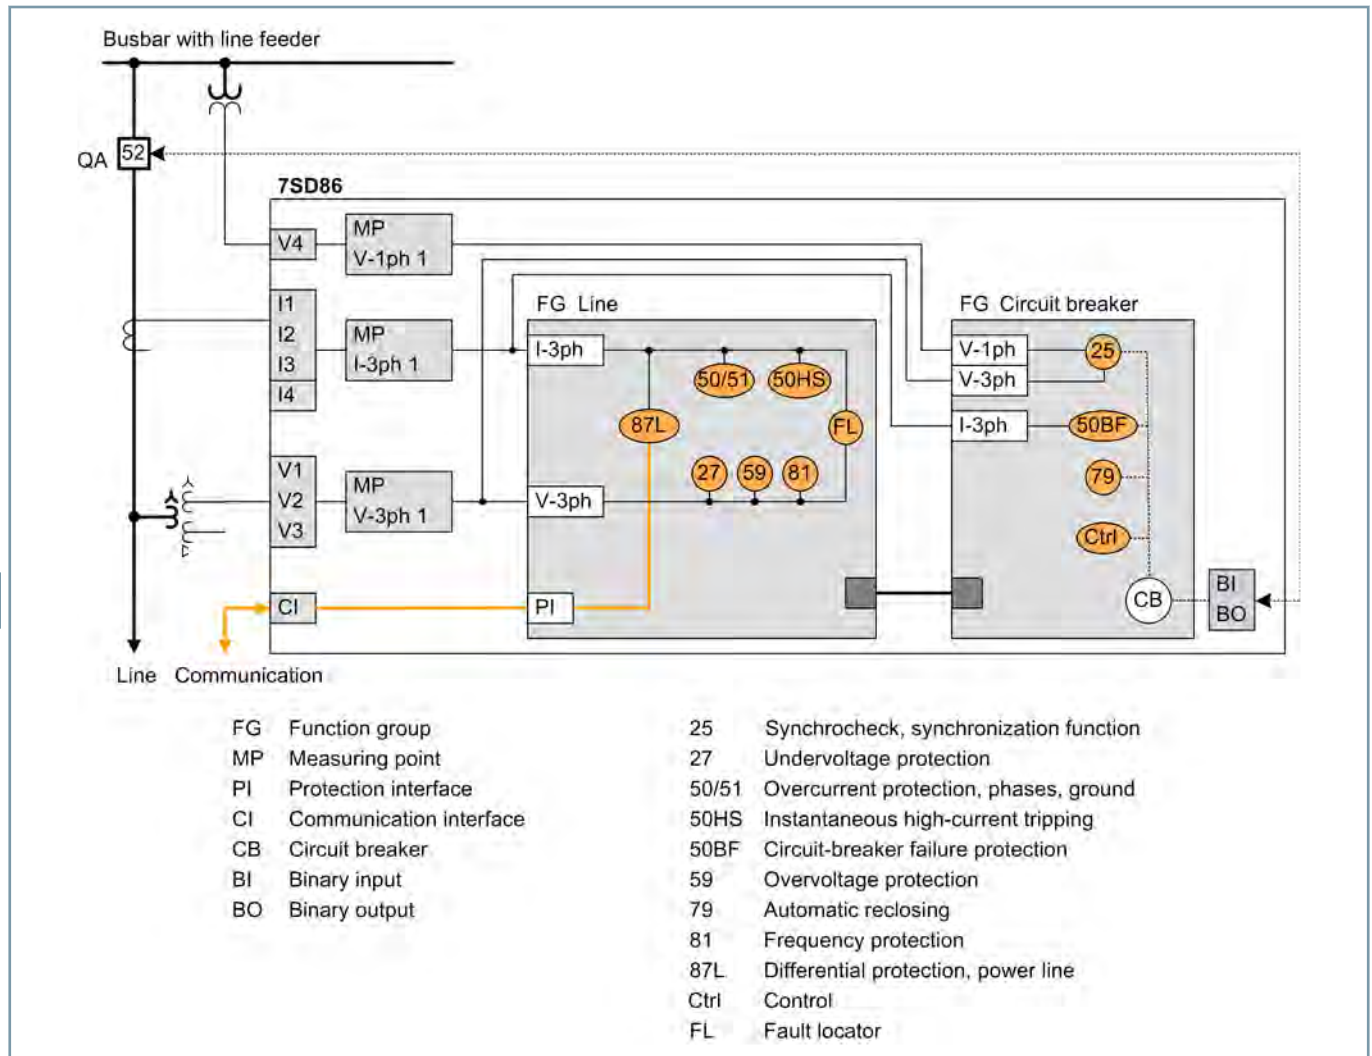 Busbar with line feeder
QA
52
7SD86
V4
MP
V-1ph 1
I1
I2
I3
I4
MP
I-3ph 1
V1
V2
V3
MP
V-3ph 1
CI
FG Line
I-3ph
50/51
50HS
87L
FL
27
59
81
V-3ph
PI
FG Circuit breaker
V-1ph
25
V-3ph
I-3ph
50BF
79
Ctrl
CB
BI
BO
Line
Communication
FG Function group
MP Measuring point
PI Protection interface
CI Communication interface
CB Circuit breaker
BI Binary input
BO Binary output
25 Synchrocheck, synchronization function
27 Undervoltage protection
50/51 Overcurrent protection, phases, ground
50HS Instantaneous high-current tripping
50BF Circuit-breaker failure protection
59 Overvoltage protection
79 Automatic reclosing
81 Frequency protection
87L Differential protection, power line
Ctrl Control
FL Fault locator